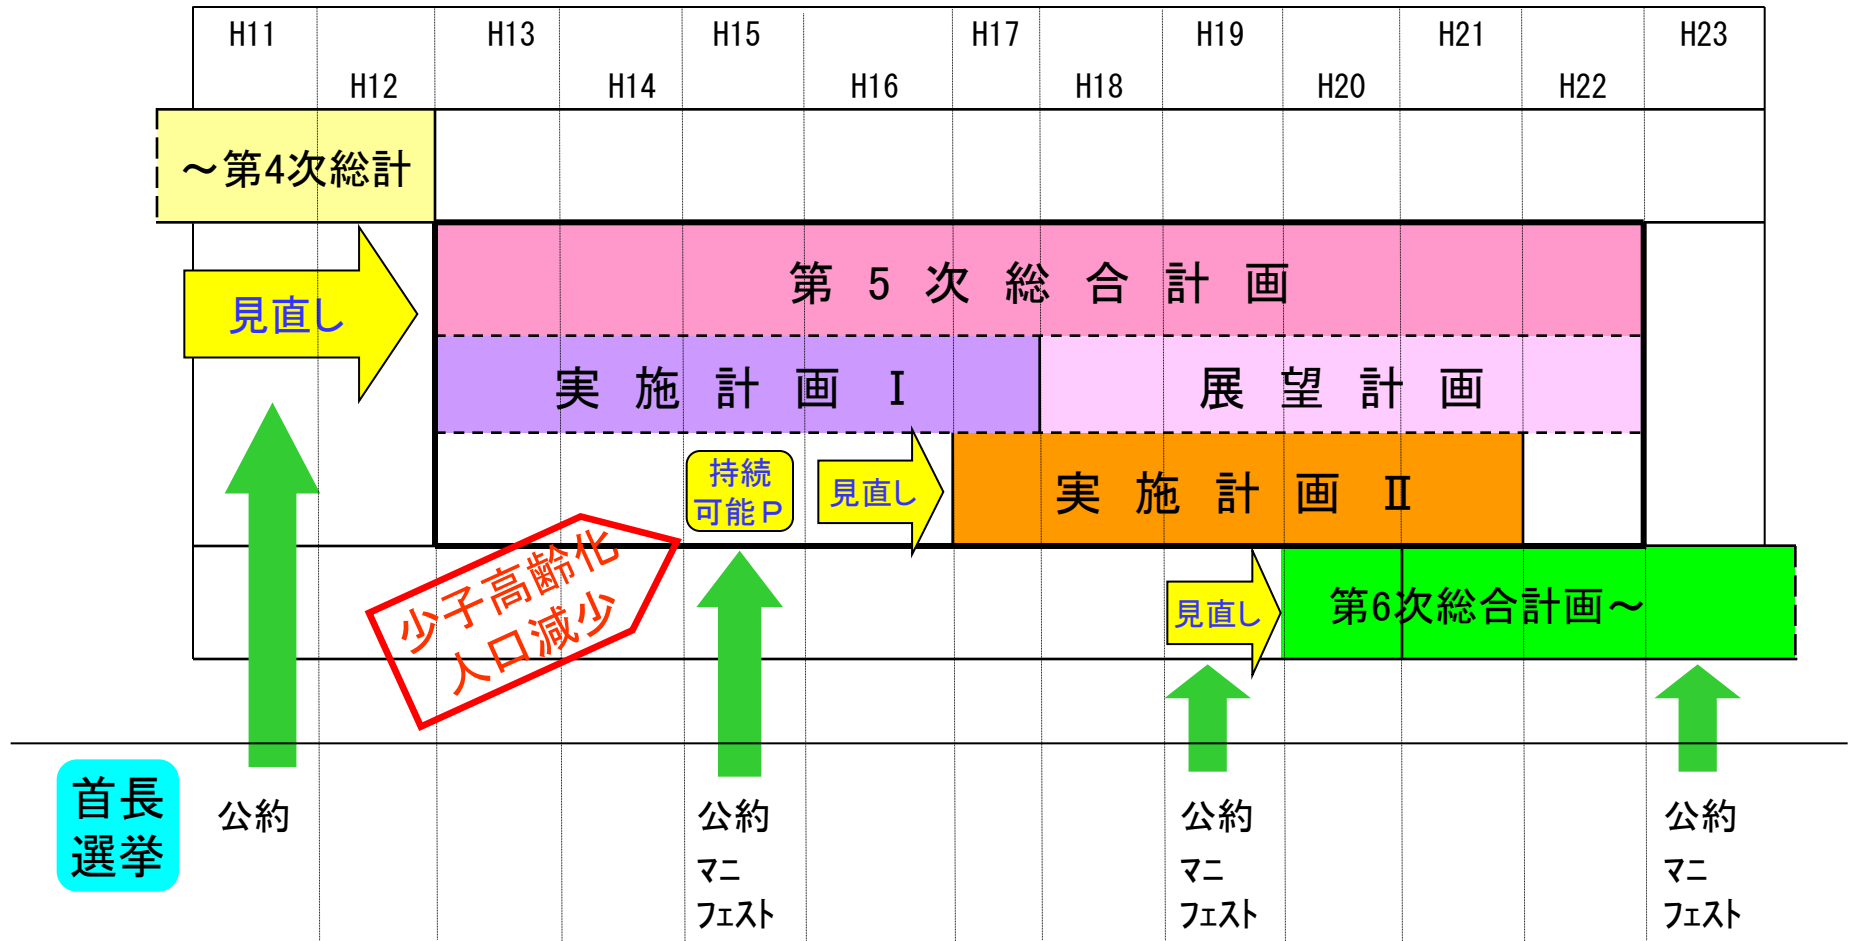 H11
H13
H15
H17
H19
H21
H23
H12
H14
H16
H18
H20
H22
～第4次総計
見直し
第５次総合計画
実施計画Ⅰ
展望計画
持続
可能Ｐ
見直し
実施計画Ⅱ
少子高齢化
人口減少
見直し
第6次総合計画～
首長
選挙
公約
公約
ﾏﾆ
ﾌｪｽﾄ
公約
ﾏﾆ
ﾌｪｽﾄ
公約
ﾏﾆ
ﾌｪｽﾄ